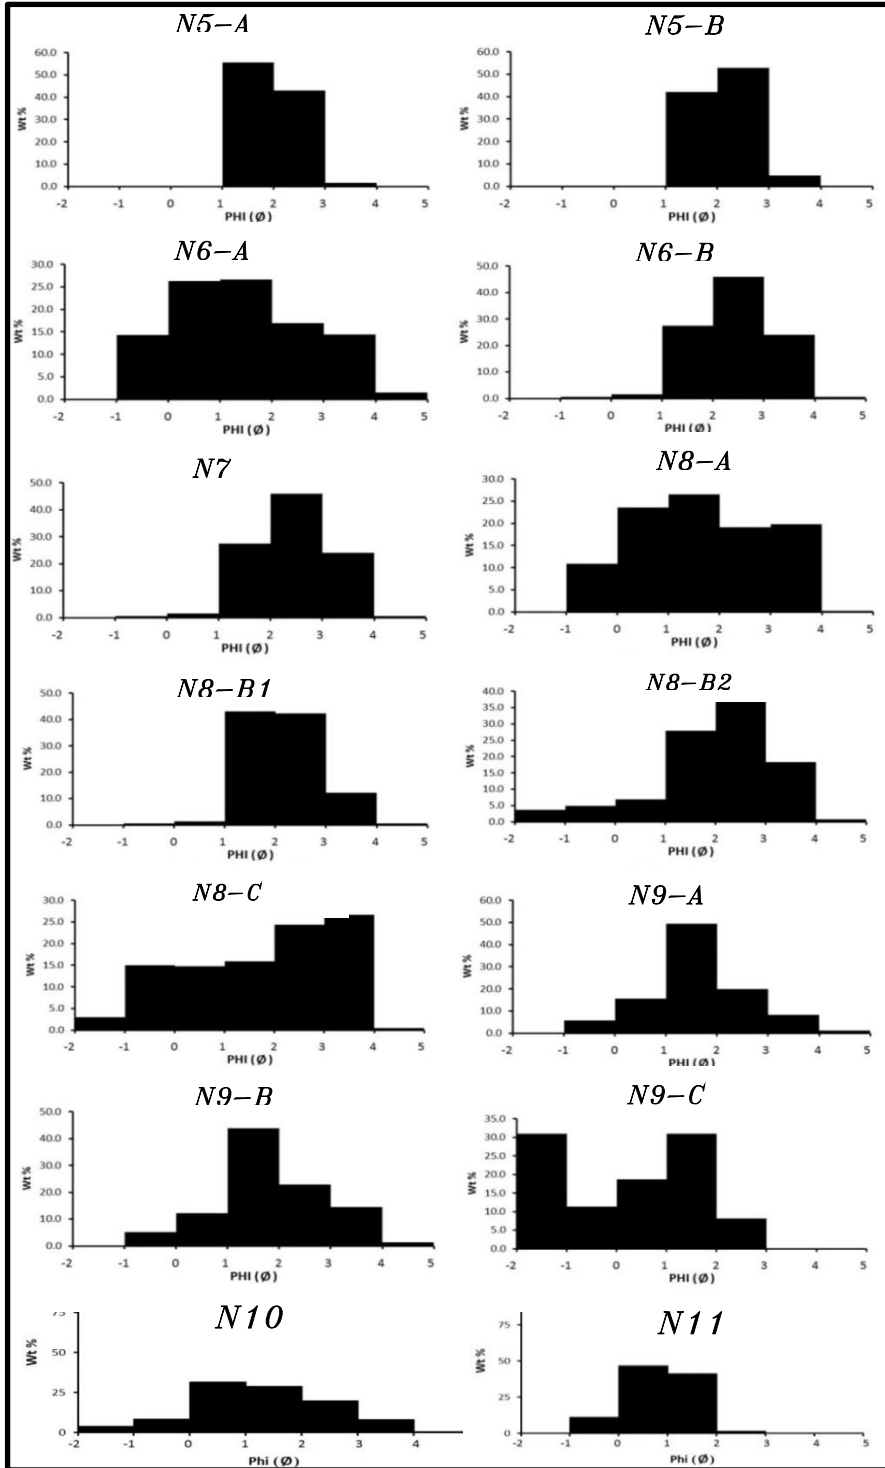 N5-A
60.0
50.0
40.0
30.0
20.0
10.0
0.0
Wt%
-2 -1 0 1 2 3 4 5
PHI (Ø)
N5-B
60.0
50.0
40.0
30.0
20.0
10.0
0.0
Wt%
-2 -1 0 1 2 3 4 5
PHI (Ø)
N6-A
30.0
25.0
20.0
15.0
10.0
5.0
0.0
Wt%
-2 -1 0 1 2 3 4 5
PHI (Ø)
N6-B
50.0
40.0
30.0
20.0
10.0
0.0
Wt%
-2 -1 0 1 2 3 4 5
PHI (Ø)
N7
50.0
40.0
30.0
20.0
10.0
0.0
Wt%
-2 -1 0 1 2 3 4 5
PHI (Ø)
N8-A
30.0
25.0
20.0
15.0
10.0
5.0
0.0
Wt%
-2 -1 0 1 2 3 4 5
PHI (Ø)
N8-B1
50.0
40.0
30.0
20.0
10.0
0.0
Wt%
-2 -1 0 1 2 3 4 5
PHI (Ø)
N8-B2
40.0
35.0
30.0
25.0
20.0
15.0
10.0
5.0
0.0
Wt%
-2 -1 0 1 2 3 4 5
PHI (Ø)
N8-C
30.0
25.0
20.0
15.0
10.0
5.0
0.0
Wt%
-2 -1 0 1 2 3 4 5
PHI (Ø)
N9-A
60.0
50.0
40.0
30.0
20.0
10.0
0.0
Wt%
-2 -1 0 1 2 3 4 5
PHI (Ø)
N9-B
50.0
40.0
30.0
20.0
10.0
0.0
Wt%
-2 -1 0 1 2 3 4 5
PHI (Ø)
N9-C
35.0
30.0
25.0
20.0
15.0
10.0
5.0
0.0
Wt%
-2 -1 0 1 2 3 4 5
PHI (Ø)
N10
75
50
25
0
Wt%
-2 -1 0 1 2 3 4
Phi (Ø)
N11
75
50
25
0
Wt%
-2 -1 0 1 2 3 4 5
Phi (Ø)